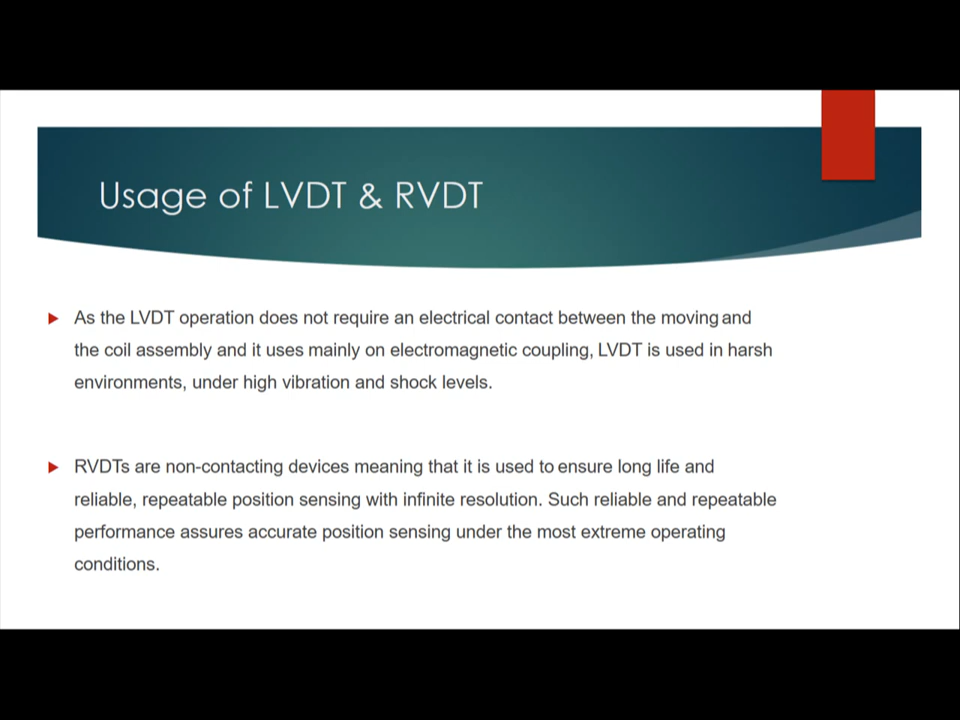 Usage of LVDT & RVDT
As the LVDT operation does not require an electrical contact between the moving and
the coil assembly and it uses mainly on electromagnetic coupling, LVDT is used in harsh
environments, under high vibration and shock levels.
RVDTs are non-contacting devices meaning that it is used to ensure long life and
reliable, repeatable position sensing with infinite resolution. Such reliable and repeatable
performance assures accurate position sensing under the most extreme operating
conditions.